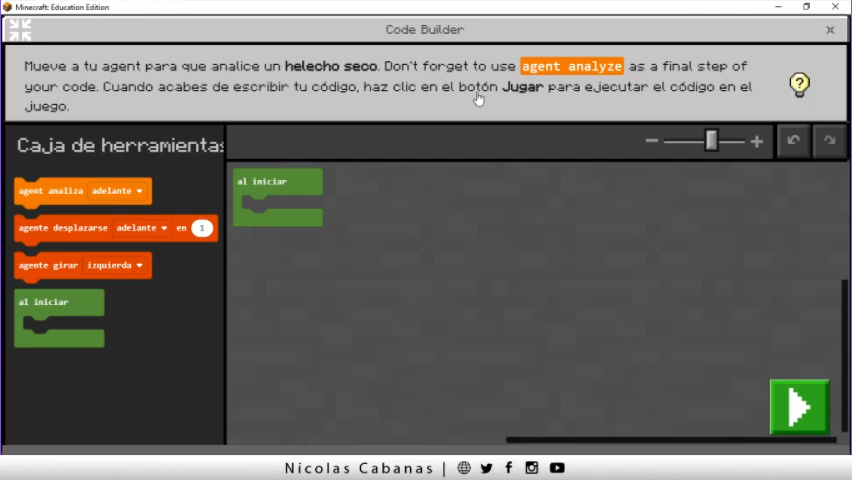 Minecraft: Education Edition
Code Builder
Mueve a tu agent para que analice un helecho seco. Don't forget to use agent analyze as a final step of
your code. Cuando acabes de escribir tu código, haz clic en el botón Jugar para ejecutar el código en el
juego.
Caja de herramientas
agent analiza adelante
agente desplazarse adelante en 1
agente girar izquierda
al iniciar
al iniciar
Nicolas Cabanas |